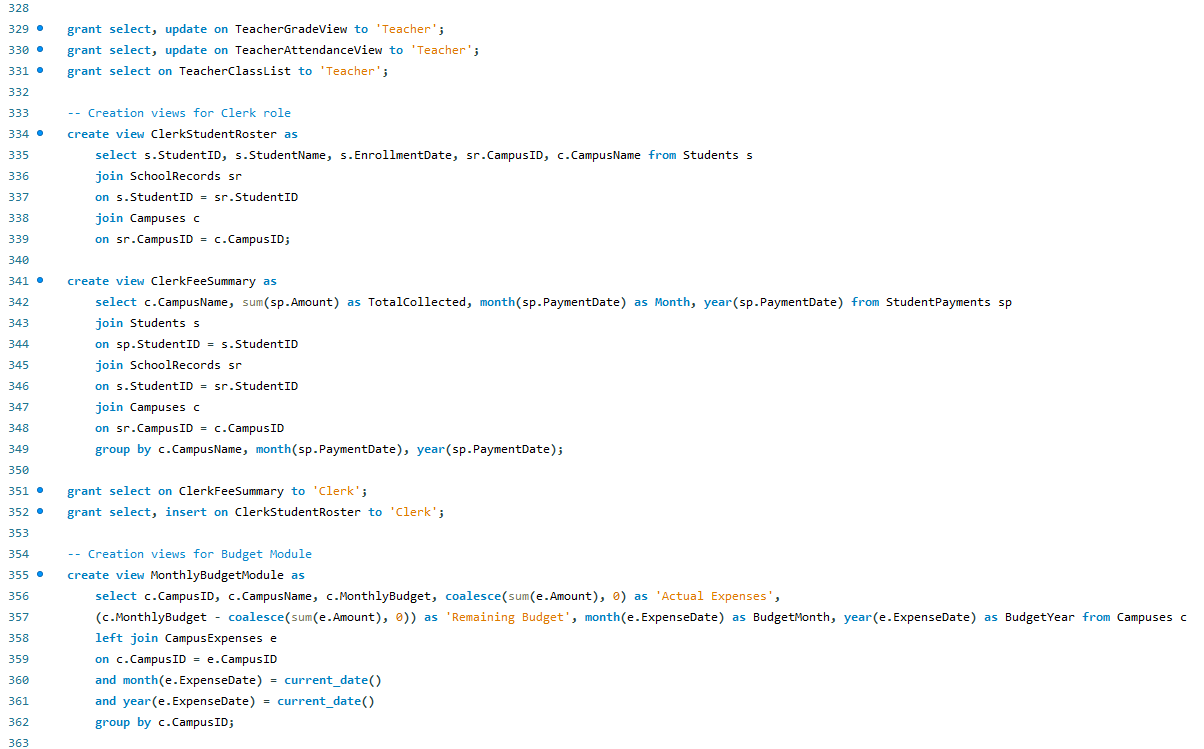 328
329 grant select, update on TeacherGradeView to 'Teacher';
330 grant select, update on TeacherAttendanceView to 'Teacher';
331 grant select on TeacherClassList to 'Teacher';
332
333 -- Creation views for Clerk role
334 create view ClerkStudentRoster as
335 select s.StudentID, s.StudentName, s.EnrollmentDate, sr.CampusID, c.CampusName from Students s
336 join SchoolRecords sr
337 on s.StudentID = sr.StudentID
338 join Campuses c
339 on sr.CampusID = c.CampusID;
340
341 create view ClerkFeeSummary as
342 select c.CampusName, sum(sp.Amount) as TotalCollected, month(sp.PaymentDate) as Month, year(sp.PaymentDate) from StudentPayments sp
343 join Students s
344 on sp.StudentID = s.StudentID
345 join SchoolRecords sr
346 on s.StudentID = sr.StudentID
347 join Campuses c
348 on sr.CampusID = c.CampusID
349 group by c.CampusName, month(sp.PaymentDate), year(sp.PaymentDate);
350
351 grant select on ClerkFeeSummary to 'Clerk';
352 grant select, insert on ClerkStudentRoster to 'Clerk';
353
354 -- Creation views for Budget Module
355 create view MonthlyBudgetModule as
356 select c.CampusID, c.CampusName, c.MonthlyBudget, coalesce(sum(e.Amount), 0) as 'Actual Expenses',
357 (c.MonthlyBudget - coalesce(sum(e.Amount), 0)) as 'Remaining Budget', month(e.ExpenseDate) as BudgetMonth, year(e.ExpenseDate) as BudgetYear from Campuses c
358 left join CampusExpenses e
359 on c.CampusID = e.CampusID
360 and month(e.ExpenseDate) = current_date()
361 and year(e.ExpenseDate) = current_date()
362 group by c.CampusID;
363